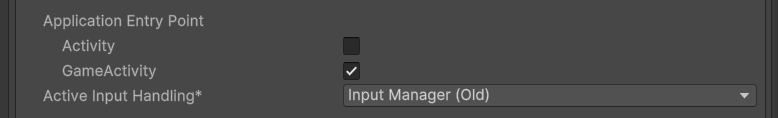 Application Entry Point
Activity
GameActivity
Active Input Handling* Input Manager (Old)